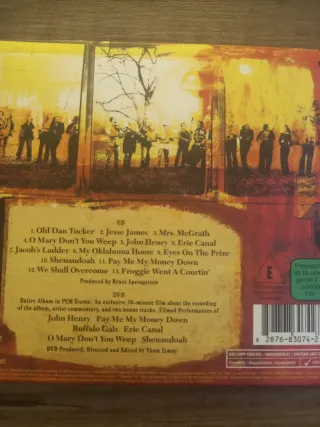 CD
1.Old Dan Tucker 2.Jesse James 3.Mrs. McGrath
4.O Mary Don't You Weep 5.John Henry 6.Erie Canal
7.Jacob's Ladder 8.My Oklahoma Home 9.Eyes On The Prize
10.Shenandoah 11.Pay Me My Money Down
12.We Shall Overcome 13.Froggie Went A Courtin'
Produced by Bruce Springsteen
DVD
Entire Album in PCM Stereo. An exclusive 30-minute film about the recording
of the album, artist commentary, and two bonus tracks. Filmed Performances of
John Henry Pay Me My Money Down
Buffalo Gals Erie Canal
O Mary Don't You Weep Shenandoah
DVD Produced, Directed and Edited by Thom Zimny
E
8 2876-83074-2